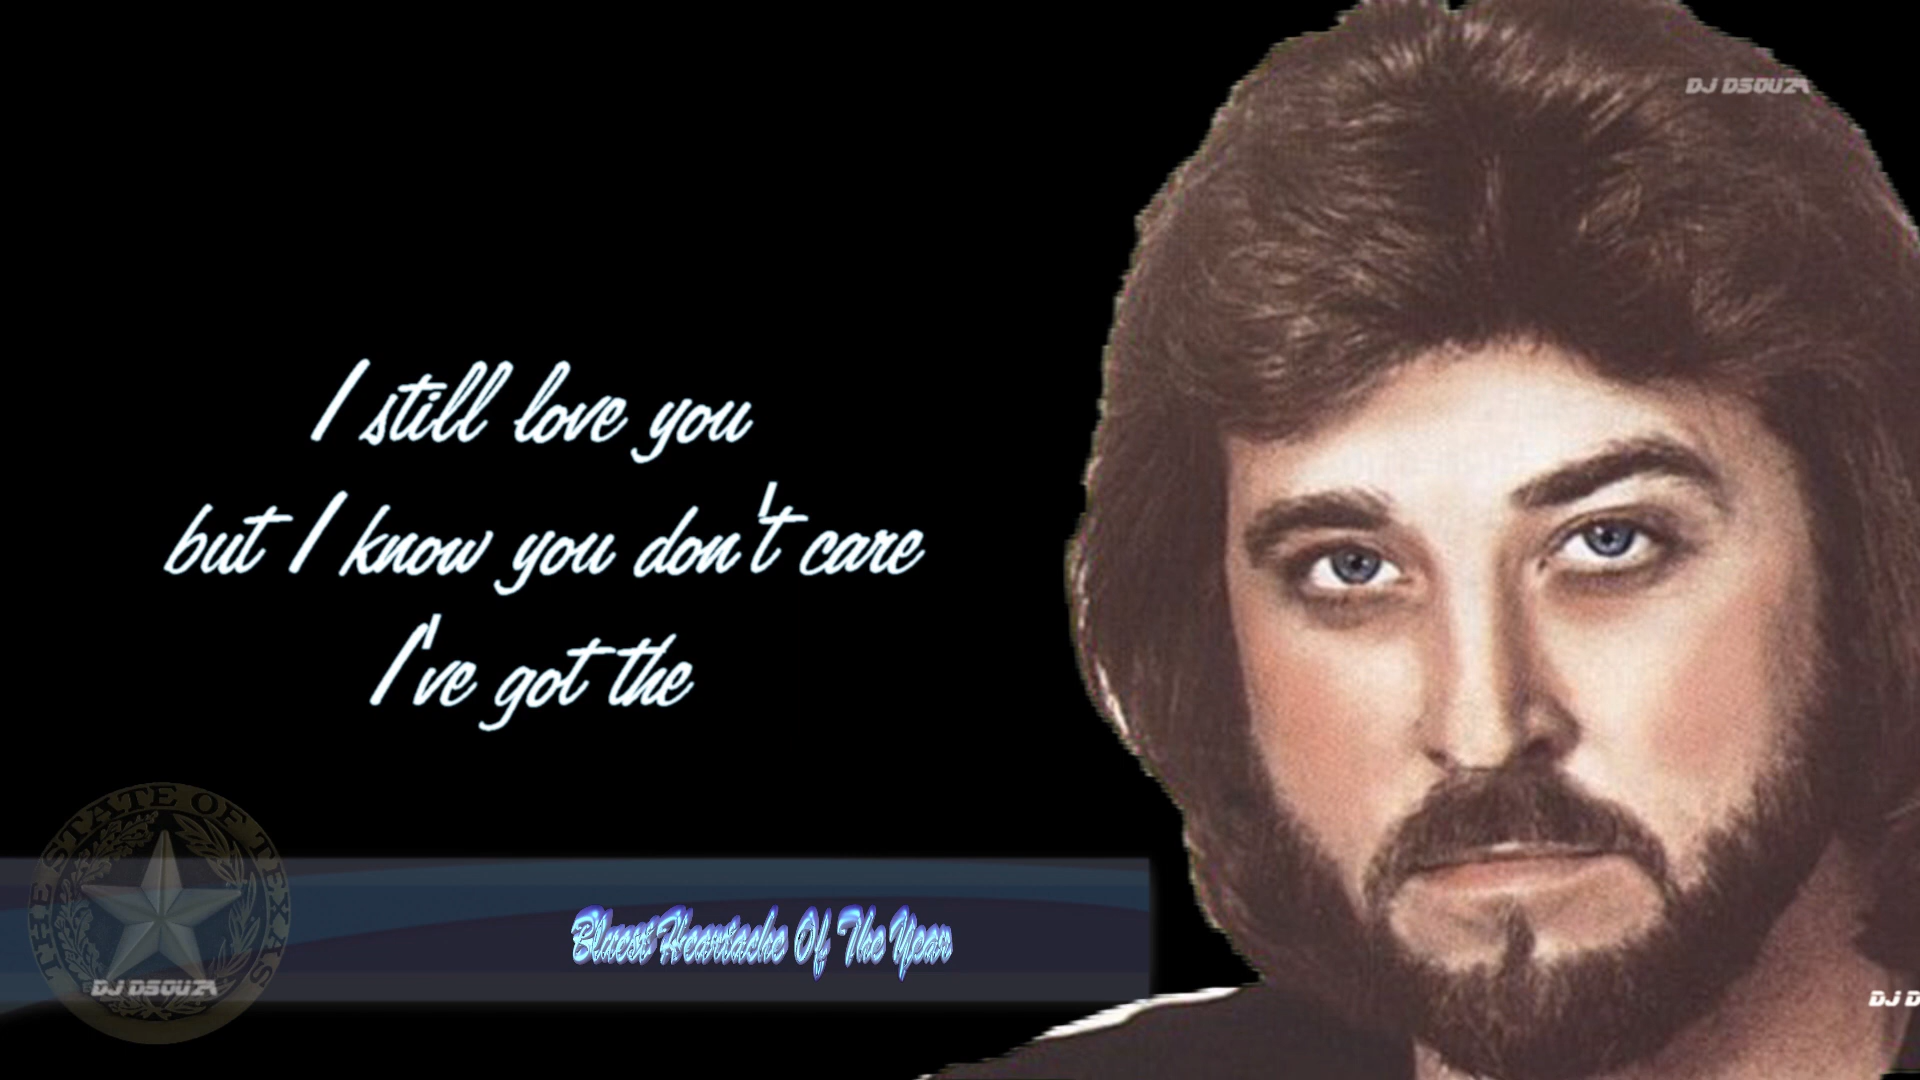 DJ DSOUZA
I still love you
but I know you don't care
I've got the
THE STATE OF TEXAS
Bluest Heartache Of The Year
DJ DSOUZA
DJ D